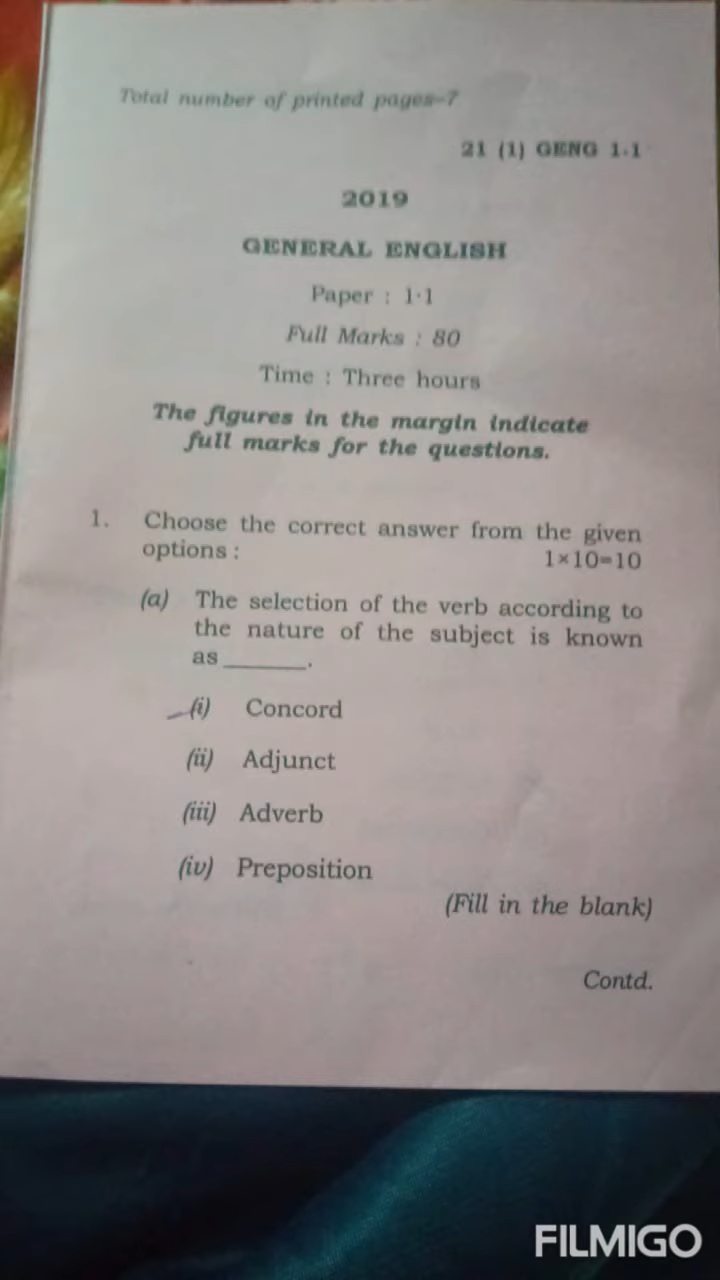 Total number of printed pages–7
21 (1) GENG 1·1
2019
GENERAL ENGLISH
Paper : 1·1
Full Marks : 80
Time : Three hours
The figures in the margin indicate
full marks for the questions.
1. Choose the correct answer from the given
options : 1×10=10
(a) The selection of the verb according to
the nature of the subject is known
as ______.
(i) Concord
(ii) Adjunct
(iii) Adverb
(iv) Preposition
(Fill in the blank)
Contd.
FILMIGO